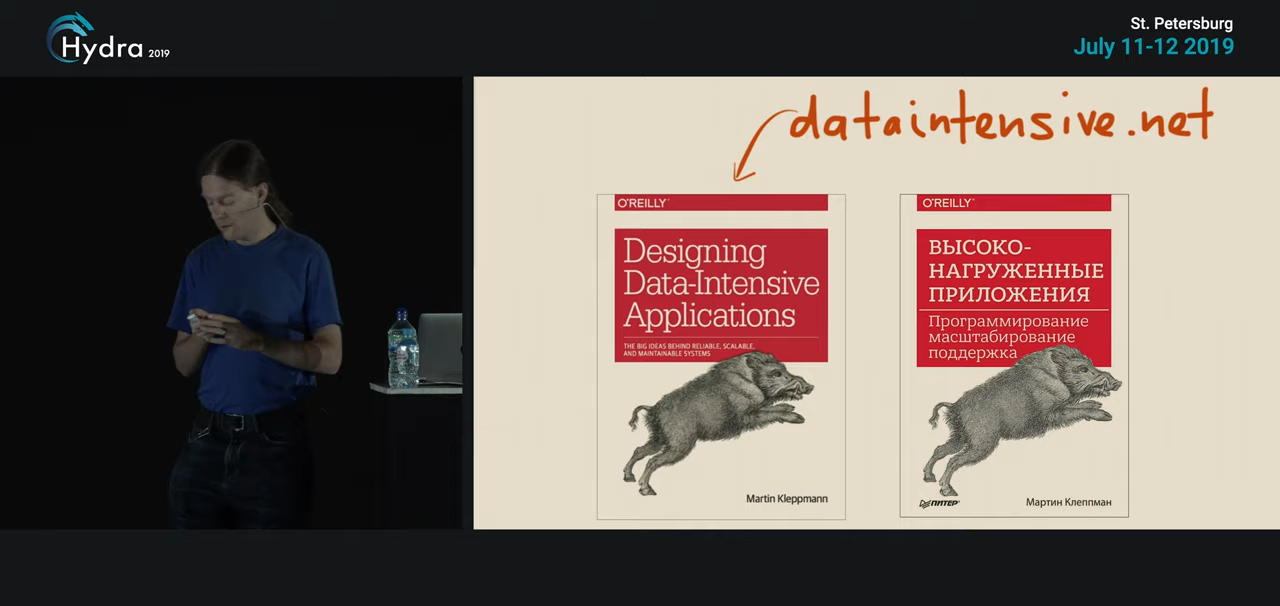 Hydra 2019
St. Petersburg
July 11-12 2019
dataintensive.net
O'REILLY
Designing
Data-Intensive
Applications
THE BIG IDEAS BEHIND RELIABLE, SCALABLE,
AND MAINTAINABLE SYSTEMS
Martin Kleppmann
O'REILLY
ВЫСОКО-
НАГРУЖЕННЫЕ
ПРИЛОЖЕНИЯ
Программирование
масштабирование
поддержка
ПИТЕР
Мартин Клеппман